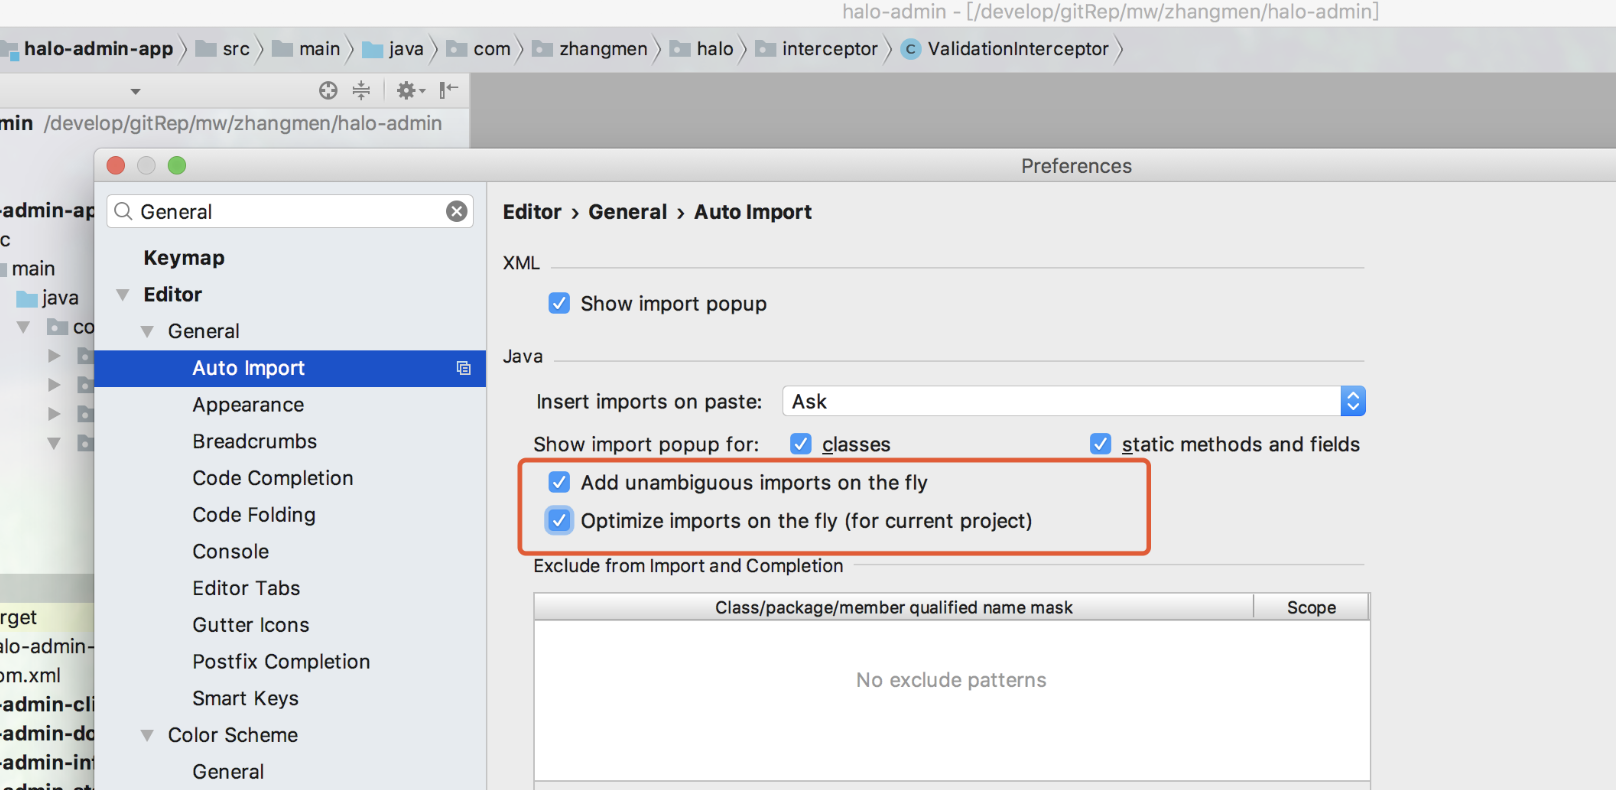 halo-admin – [/develop/gitRep/mw/zhangmen/halo-admin]
halo-admin-app src main java com zhangmen halo interceptor ValidationInterceptor
min /develop/gitRep/mw/zhangmen/halo-admin
Preferences
-admin-ap
c
main
java
co
rget
alo-admin-
om.xml
-admin-cli
-admin-do
-admin-inf
General
Keymap
Editor
General
Auto Import
Appearance
Breadcrumbs
Code Completion
Code Folding
Console
Editor Tabs
Gutter Icons
Postfix Completion
Smart Keys
Color Scheme
General
Editor › General › Auto Import
XML
Show import popup
Java
Insert imports on paste: Ask
Show import popup for: classes static methods and fields
Add unambiguous imports on the fly
Optimize imports on the fly (for current project)
Exclude from Import and Completion
Class/package/member qualified name mask Scope
No exclude patterns